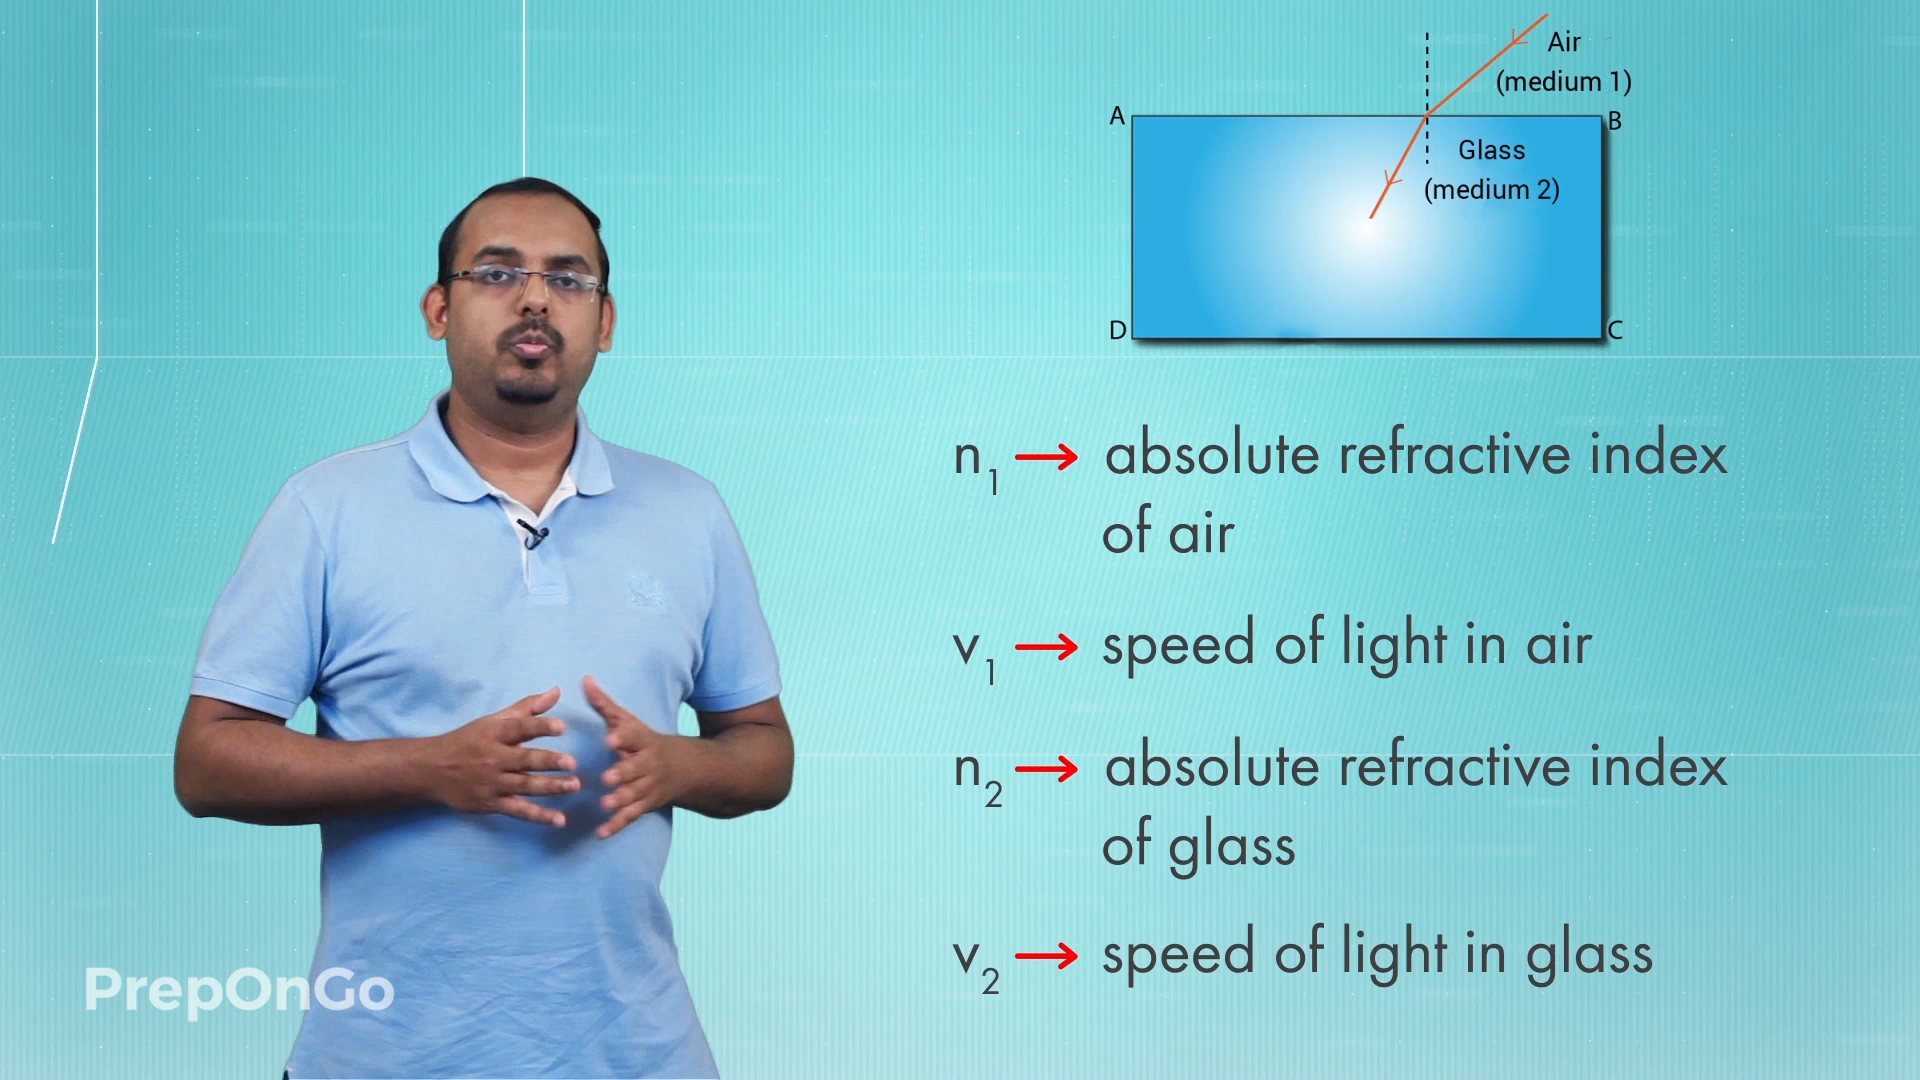 Air
(medium 1)
A
B
Glass
(medium 2)
D
C
n₁ → absolute refractive index
of air
v₁ → speed of light in air
n₂ → absolute refractive index
of glass
v₂ → speed of light in glass
PrepOnGo